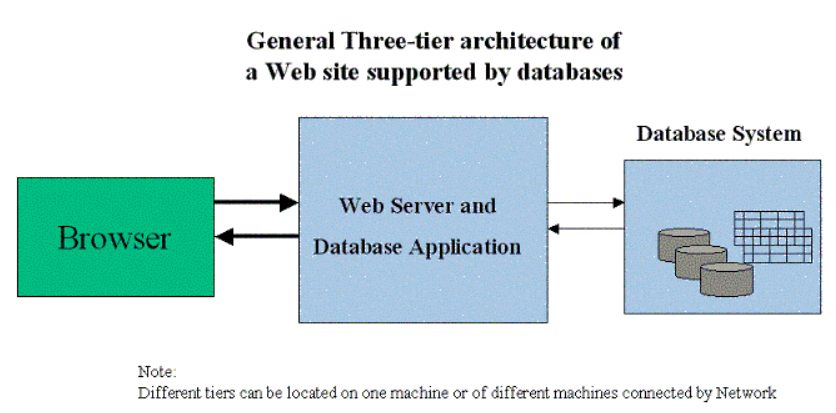 General Three-tier architecture of
a Web site supported by databases
Database System
Web Server and
Database Application
Browser
Note:
Different tiers can be located on one machine or of different machines connected by Network